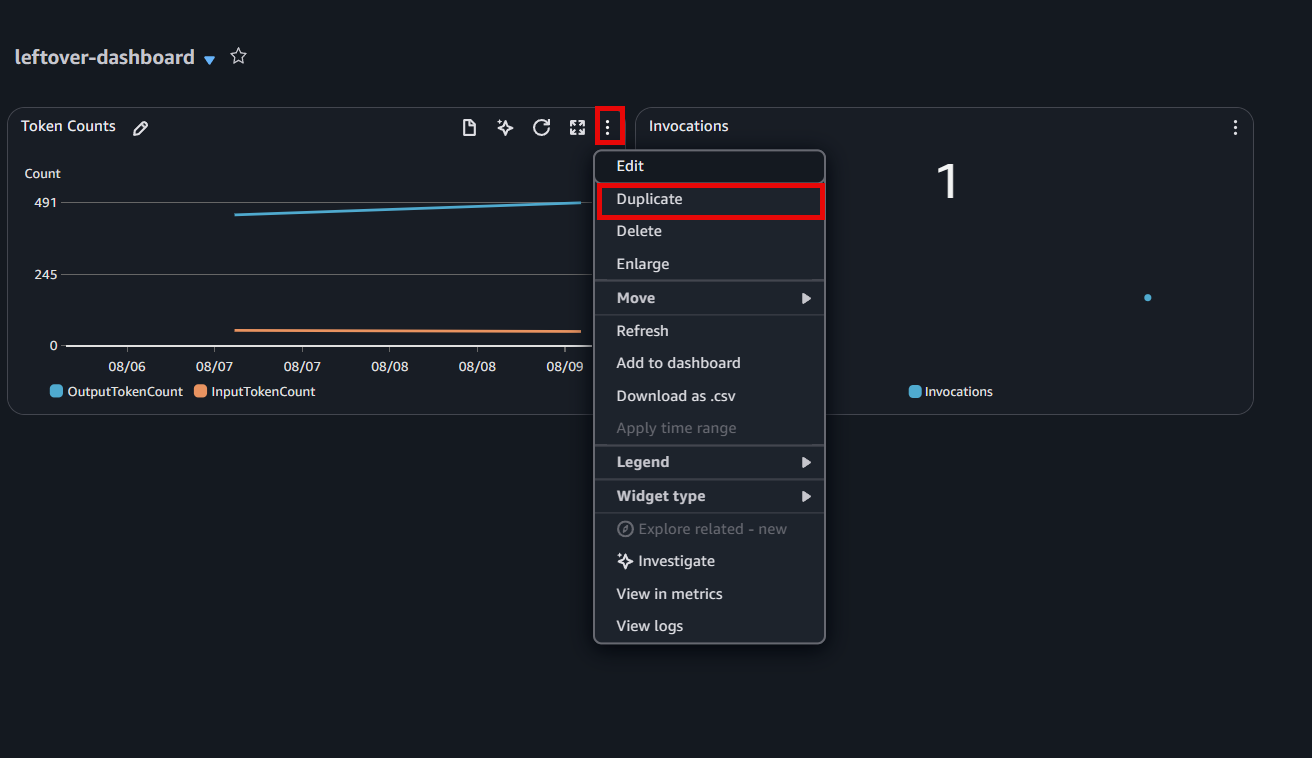 leftover-dashboard
Token Counts
Invocations
Count
491
245
0
08/06 08/07 08/07 08/08 08/08 08/09
OutputTokenCount InputTokenCount
Edit
Duplicate
Delete
Enlarge
Move
Refresh
Add to dashboard
Download as .csv
Apply time range
Legend
Widget type
Explore related - new
Investigate
View in metrics
View logs
1
Invocations